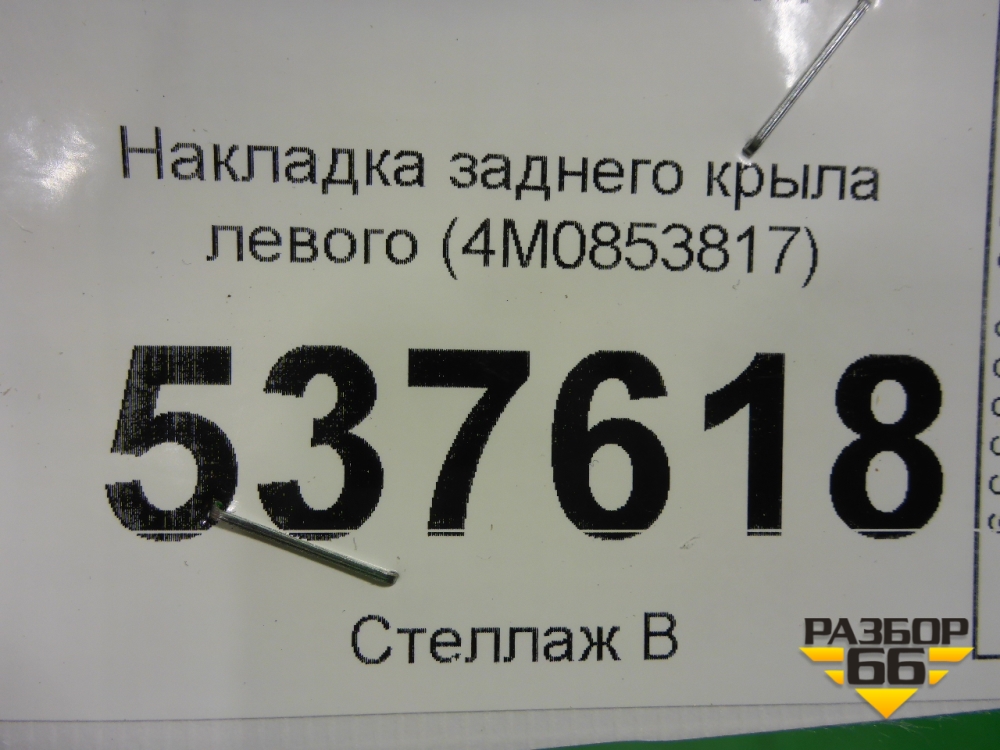 Накладка заднего крыла
левого (4M0853817)
537618
Стеллаж В
РАЗБОР
66